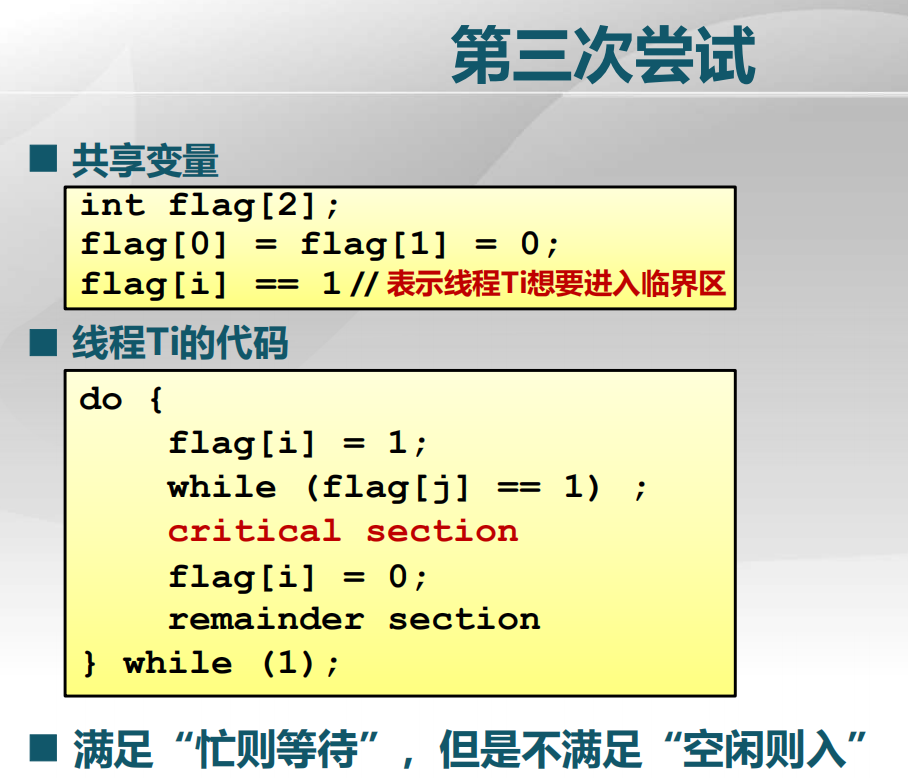 第三次尝试
共享变量
int flag[2];
flag[0] = flag[1] = 0;
flag[i] == 1 // 表示线程Ti想要进入临界区
线程Ti的代码
do {
flag[i] = 1;
while (flag[j] == 1) ;
critical section
flag[i] = 0;
remainder section
} while (1);
满足“忙则等待”，但是不满足“空闲则入”